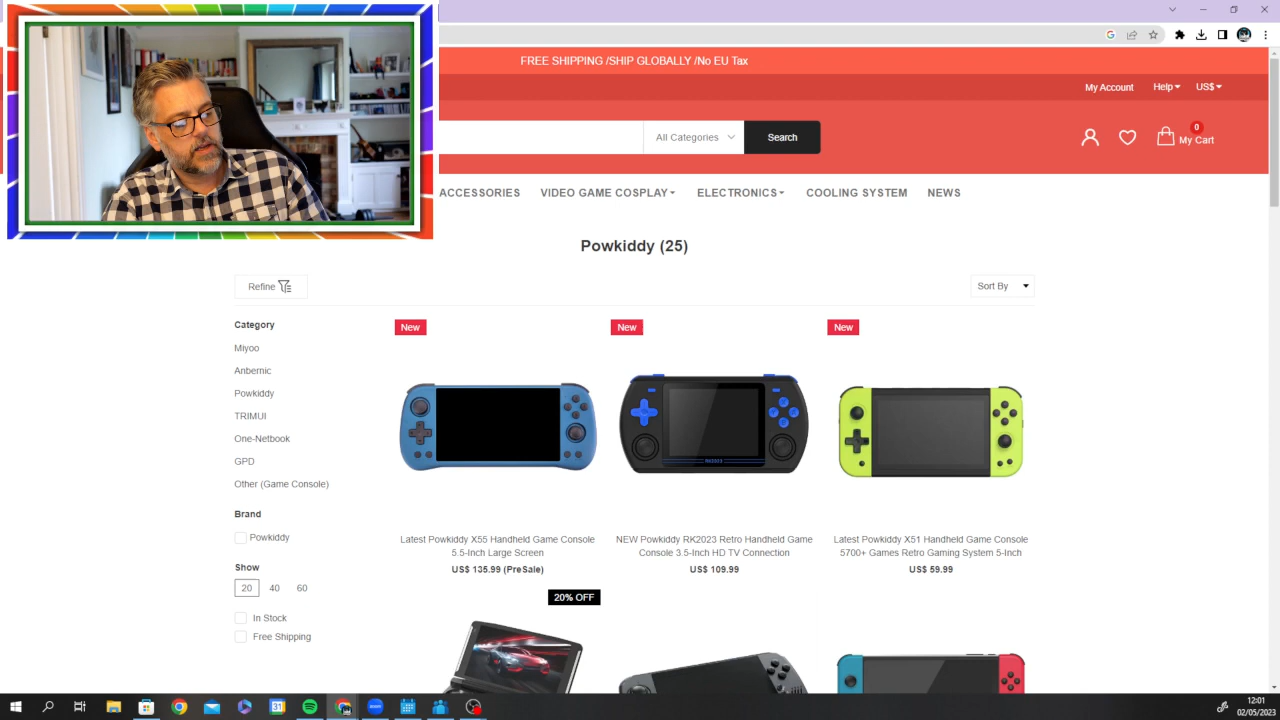 FREE SHIPPING /SHIP GLOBALLY /No EU Tax
My Account Help US$
All Categories Search
0
My Cart
ACCESSORIES VIDEO GAME COSPLAY ELECTRONICS COOLING SYSTEM NEWS
Powkiddy (25)
Refine
Sort By
Category
Miyoo
Anbernic
Powkiddy
TRIMUI
One-Netbook
GPD
Other (Game Console)
Brand
Powkiddy
Show
20 40 60
In Stock
Free Shipping
New
Latest Powkiddy X55 Handheld Game Console
5.5-Inch Large Screen
US$ 135.99 (PreSale)
New
RK2023
NEW Powkiddy RK2023 Retro Handheld Game
Console 3.5-Inch HD TV Connection
US$ 109.99
New
Latest Powkiddy X51 Handheld Game Console
5700+ Games Retro Gaming System 5-Inch
US$ 59.99
20% OFF
31
zoom
12:01
02/05/2023